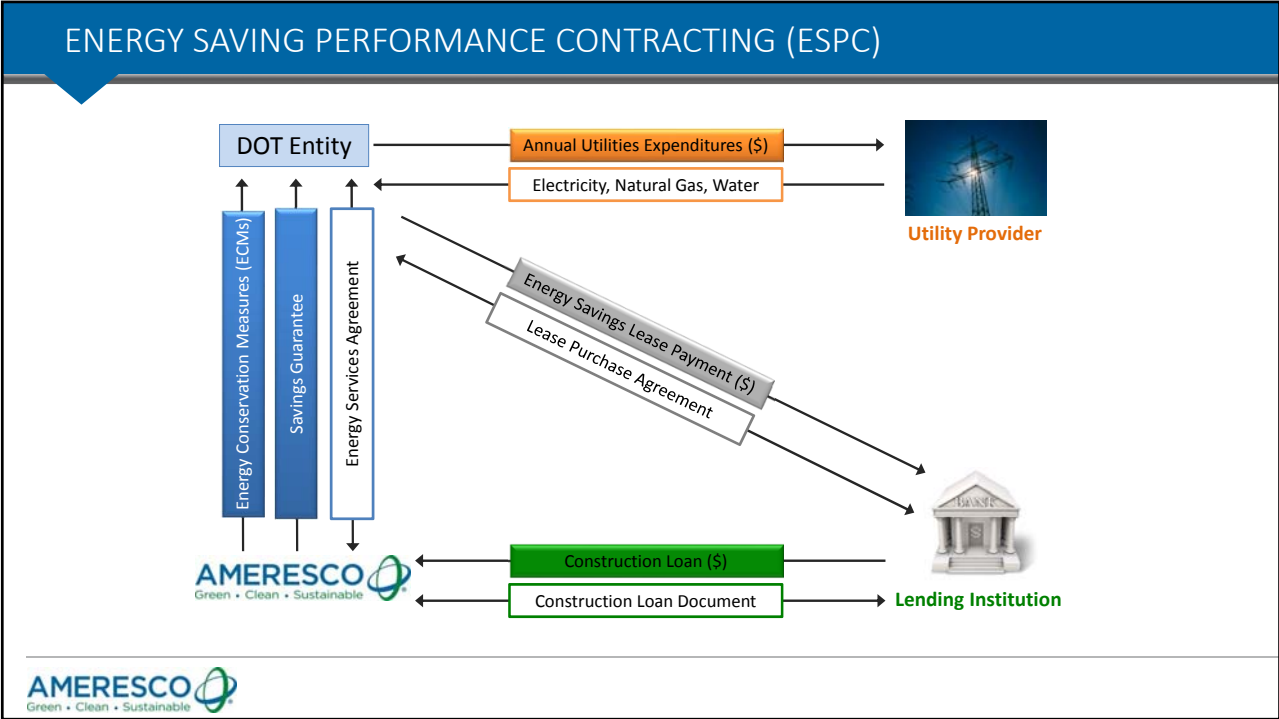 ENERGY SAVING PERFORMANCE CONTRACTING (ESPC)
DOT Entity
Annual Utilities Expenditures ($)
Electricity, Natural Gas, Water
Utility Provider
Energy Conservation Measures (ECMs)
Savings Guarantee
Energy Services Agreement
Energy Savings Lease Payment ($)
Lease Purchase Agreement
BANK
$
AMERESCO
Green • Clean • Sustainable
Construction Loan ($)
Construction Loan Document
Lending Institution
AMERESCO
Green • Clean • Sustainable